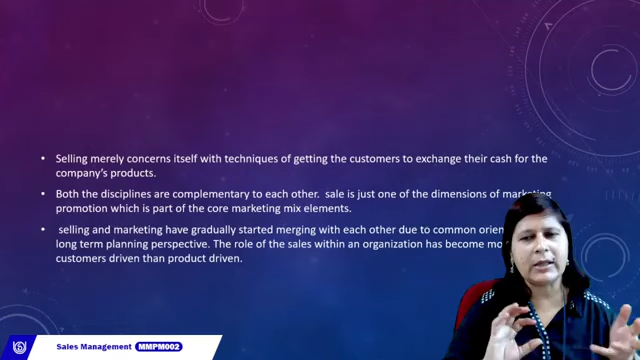 • Selling merely concerns itself with techniques of getting the customers to exchange their cash for the
company's products.
• Both the disciplines are complementary to each other. sale is just one of the dimensions of marketing
promotion which is part of the core marketing mix elements.
• selling and marketing have gradually started merging with each other due to common
long term planning perspective. The role of the sales within an organization has become
customers driven than product driven.
Sales Management MMPM002